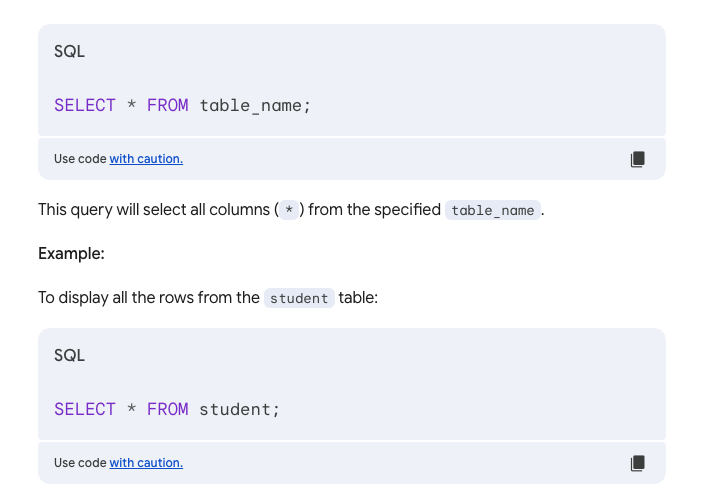 SQL
SELECT * FROM table_name;
Use code with caution.
This query will select all columns (*) from the specified table_name.
Example:
To display all the rows from the student table:
SQL
SELECT * FROM student;
Use code with caution.